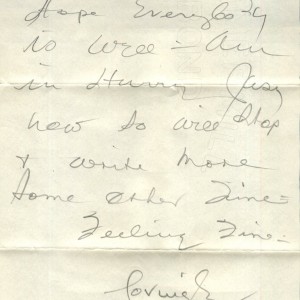 Hope Everybody
is well = Am
in Hurry Just
now so will stop
& write more
some other Time =
Feeling Fine =
Lovingly